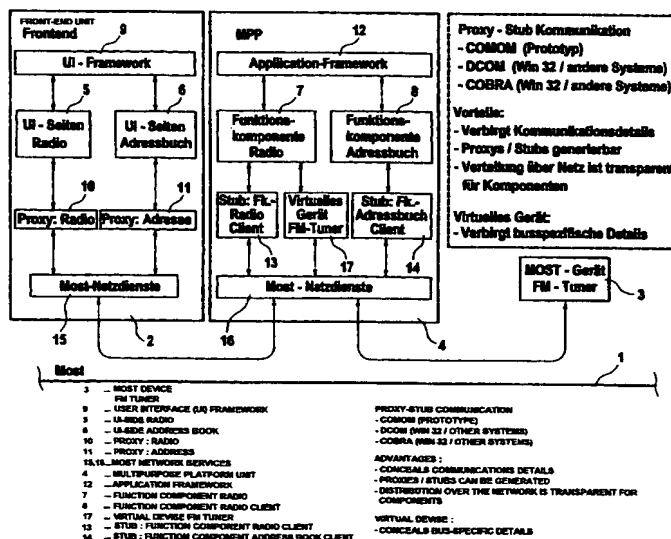 FRONT-END UNIT
Frontend
9
UI - Framework
5
6
UI - Seiten
Radio
UI - Seiten
Adressbuch
10
11
Proxy: Radio
Proxy: Adresse
Most-Netzdienste
15
2
MPP
12
Application-Framework
7
8
Funktions-
komponente
Radio
Funktions-
komponente
Adressbuch
Stub: Fk.-
Radio
Client
Virtuelles
Gerät
FM-Tuner
Stub: Fk.-
Adressbuch
Client
13
17
14
Most - Netzdienste
16
4
Proxy - Stub Kommunikation
- COMOM (Prototyp)
- DCOM (Win 32 / andere Systeme)
- COBRA (Win 32 / andere Systeme)
Vorteile:
- Verbirgt Kommunikationsdetails
- Proxys / Stubs generierbar
- Verteilung über Netz ist transparent
für Komponenten
Virtuelles Gerät:
- Verbirgt busspezifische Details
MOST - Gerät
FM - Tuner
3
Most
1
3 ... MOST DEVICE
FM TUNER
9 ... USER INTERFACE (UI) FRAMEWORK
5 ... UI-SIDE RADIO
6 ... UI-SIDE ADDRESS BOOK
10 ... PROXY : RADIO
11 ... PROXY : ADDRESS
15,16... MOST NETWORK SERVICES
4 ... MULTIPURPOSE PLATFORM UNIT
12 ... APPLICATION FRAMEWORK
7 ... FUNCTION COMPONENT RADIO
8 ... FUNCTION COMPONENT RADIO CLIENT
17 ... VIRTUAL DEVISE FM TUNER
13 ... STUB : FUNCTION COMPONENT RADIO CLIENT
14 ... STUB : FUNCTION COMPONENT ADDRESS BOOK CLIENT
PROXY-STUB COMMUNICATION
- COMOM (PROTOTYPE)
- DCOM (WIN 32 / OTHER SYSTEMS)
- COBRA (WIN 32 / OTHER SYSTEMS)
ADVANTAGES :
- CONCEALS COMMUNICATIONS DETAILS
- PROXIES / STUBS CAN BE GENERATED
- DISTRIBUTION OVER THE NETWORK IS TRANSPARENT FOR
COMPONENTS
VIRTUAL DEVISE :
- CONCEALS BUS-SPECIFIC DETAILS